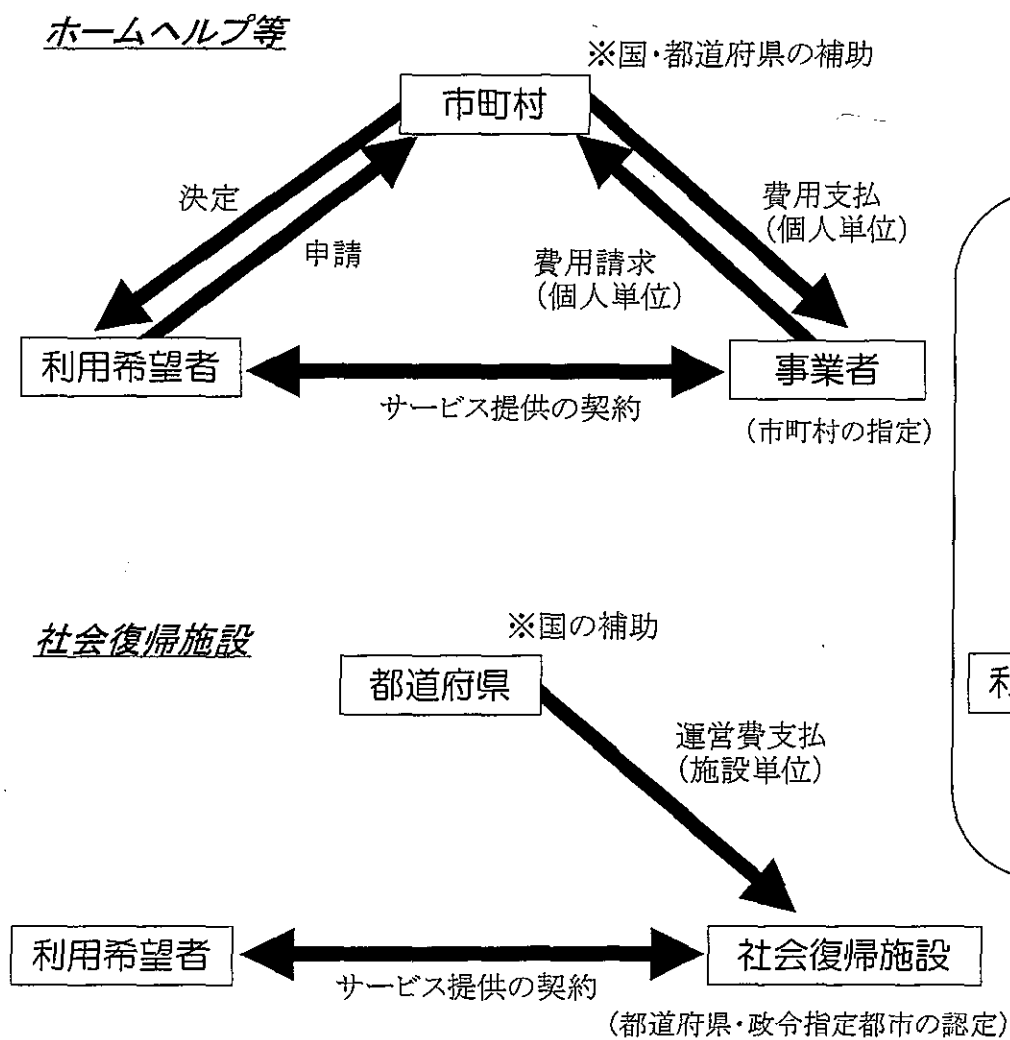 ホームヘルプ等
※国・都道府県の補助
市町村
決定
申請
費用請求
(個人単位)
費用支払
(個人単位)
利用希望者
事業者
サービス提供の契約
(市町村の指定)
社会復帰施設
※国の補助
都道府県
運営費支払
(施設単位)
利
利用希望者
社会復帰施設
サービス提供の契約
(都道府県・政令指定都市の認定)